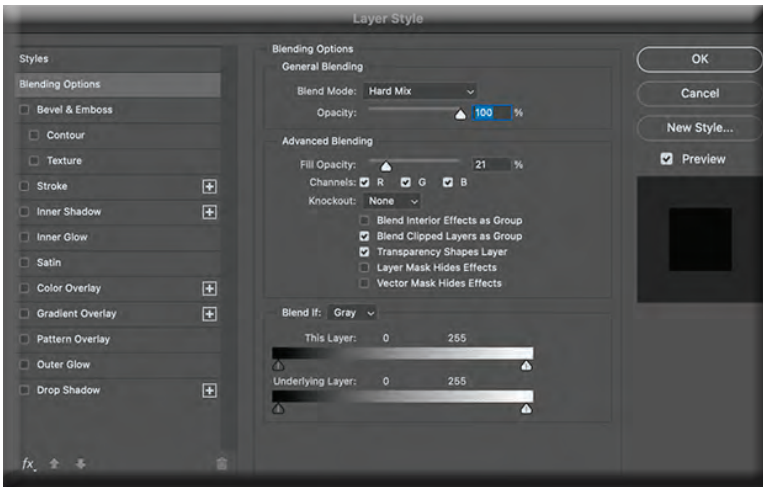 Layer Style
Styles
Blending Options
Bevel & Emboss
Contour
Texture
Stroke
Inner Shadow
Inner Glow
Satin
Color Overlay
Gradient Overlay
Pattern Overlay
Outer Glow
Drop Shadow
fx
Blending Options
General Blending
Blend Mode: Hard Mix
Opacity: 100 %
Advanced Blending
Fill Opacity: 21 %
Channels: R G B
Knockout: None
Blend Interior Effects as Group
Blend Clipped Layers as Group
Transparency Shapes Layer
Layer Mask Hides Effects
Vector Mask Hides Effects
Blend If: Gray
This Layer: 0 255
Underlying Layer: 0 255
OK
Cancel
New Style...
Preview